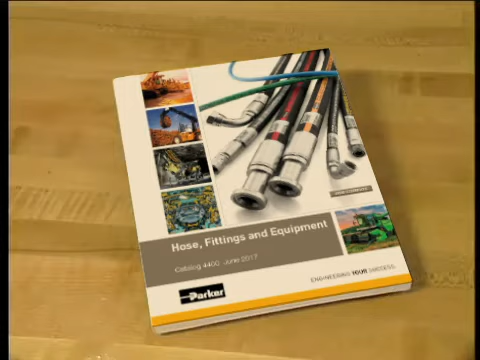 Hose, Fittings and Equipment
Catalog 4400 June 2017
ENGINEERING YOUR SUCCESS.
Parker